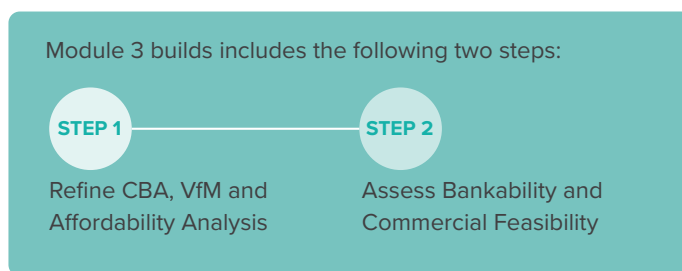 Module 3 builds includes the following two steps:
STEP 1
STEP 2
Refine CBA, VfM and
Affordability Analysis
Assess Bankability and
Commercial Feasibility